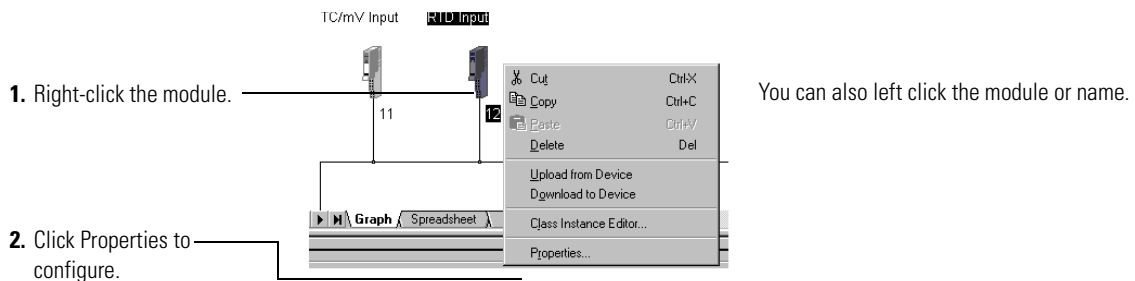 TC/mV Input RTD Input
1. Right-click the module.
You can also left click the module or name.
11
12
Cut Ctrl-X
Copy Ctrl+C
Paste Ctrl+V
Delete Del
Upload from Device
Download to Device
Class Instance Editor...
Properties...
Graph Spreadsheet
2. Click Properties to
configure.